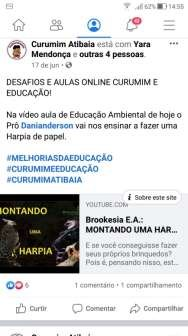 62% 14:55
Curumim Atibaia está com Yara
Mendonça e outras 4 pessoas.
17 de jun •
DESAFIOS E AULAS ONLINE CURUMIM E
EDUCAÇÃO!
Na vídeo aula de Educação Ambiental de hoje o
Prô Danianderson vai nos ensinar a fazer uma
Harpia de papel.
#MELHORIASDAEDUCAÇÃO
#CURUMIMEEDUCAÇÃO
#CURUMIMATIBAIA
Sobre este site
MONTANDO
UMA
HARPIA
YOUTUBE.COM
Brookesia E.A.:
MONTANDO UMA HAR...
E se você conseguisse fazer
seus próprios brinquedos?
Pois é, pensando nisso, est...
6
1 comentário • 1 compartilhamento
Curtir
Comentar
Compartilhar